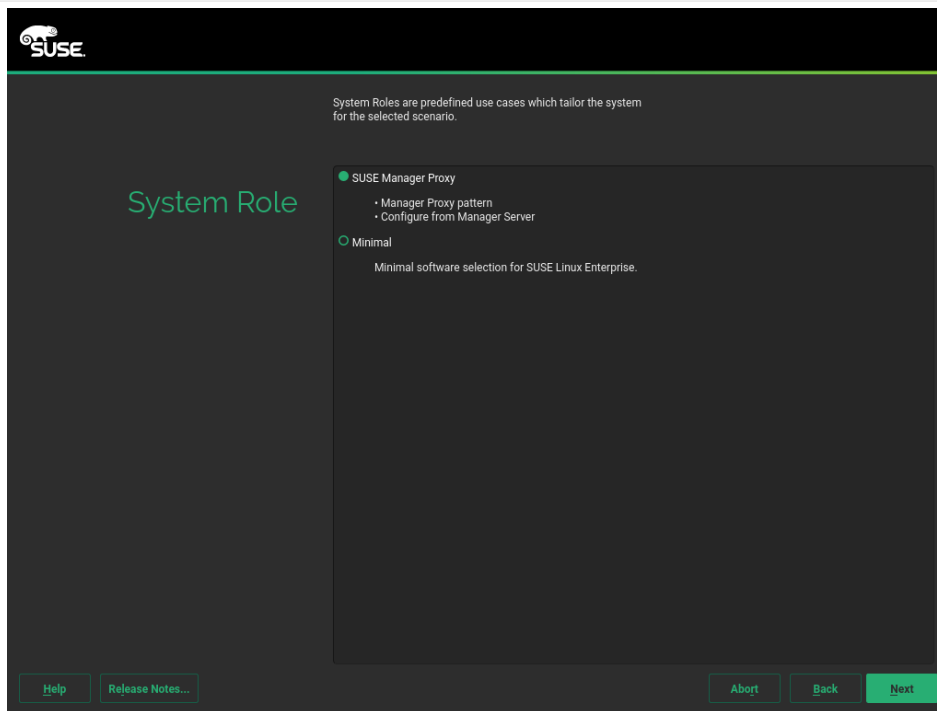 SUSE.
System Roles are predefined use cases which tailor the system
for the selected scenario.
System Role
SUSE Manager Proxy
• Manager Proxy pattern
• Configure from Manager Server
Minimal
Minimal software selection for SUSE Linux Enterprise.
Help
Release Notes...
Abort
Back
Next